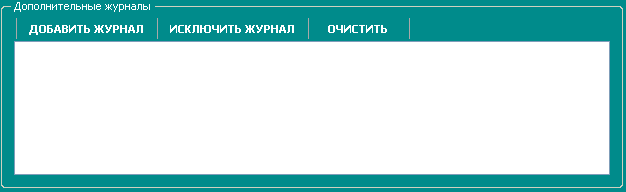 Дополнительные журналы
ДОБАВИТЬ ЖУРНАЛ ИСКЛЮЧИТЬ ЖУРНАЛ ОЧИСТИТЬ